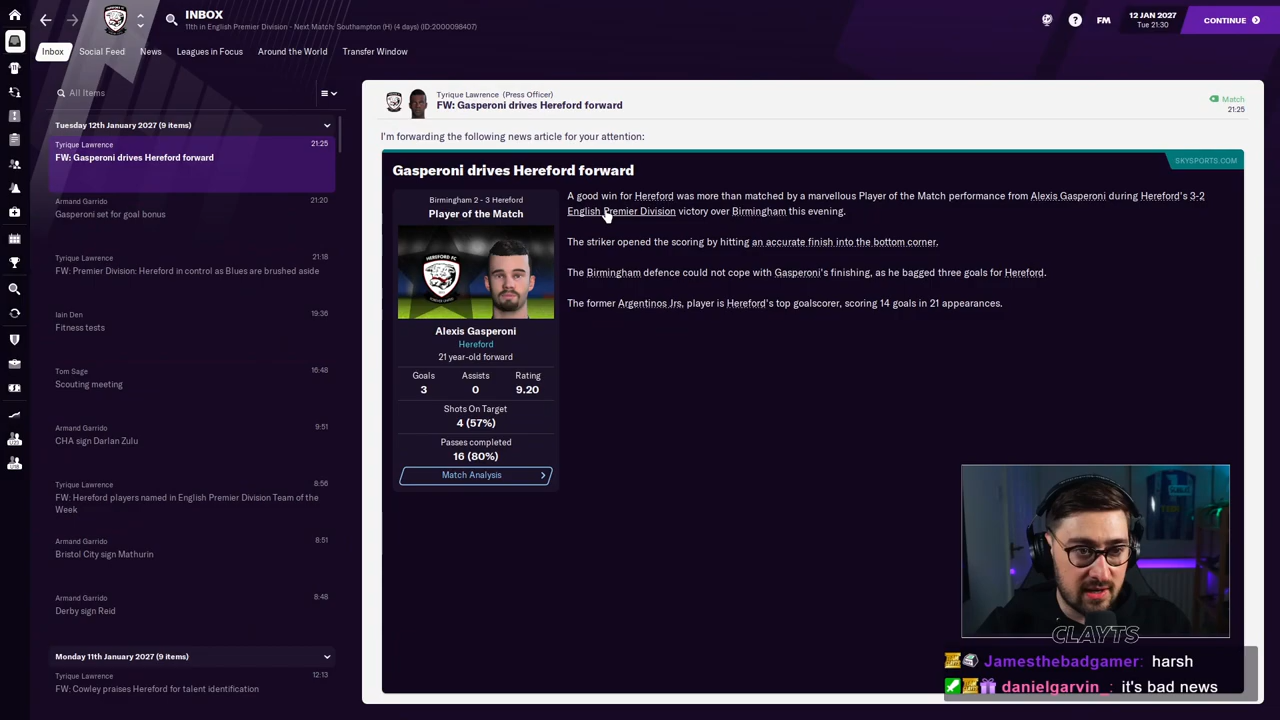 INBOX
11th in English Premier Division - Next Match: Southampton (H) (4 days) (ID:2000098407)
FM
12 JAN 2027
Tue 21:30
CONTINUE
Inbox
Social Feed
News
Leagues in Focus
Around the World
Transfer Window
All Items
Tuesday 12th January 2027 (9 items)
Tyrique Lawrence
21:25
FW: Gasperoni drives Hereford forward
Armand Garrido
21:20
Gasperoni set for goal bonus
Tyrique Lawrence
21:18
FW: Premier Division: Hereford in control as Blues are brushed aside
Iain Den
19:36
Fitness tests
Tom Sage
16:48
Scouting meeting
Armand Garrido
9:51
CHA sign Darlan Zulu
Tyrique Lawrence
8:56
FW: Hereford players named in English Premier Division Team of the
Week
Armand Garrido
8:51
Bristol City sign Mathurin
Armand Garrido
8:48
Derby sign Reid
Monday 11th January 2027 (9 items)
Tyrique Lawrence
12:13
FW: Cowley praises Hereford for talent identification
Tyrique Lawrence (Press Officer)
FW: Gasperoni drives Hereford forward
Match
21:25
I'm forwarding the following news article for your attention:
SKYSPORTS.COM
Gasperoni drives Hereford forward
Birmingham 2 - 3 Hereford
Player of the Match
HEREFORD FC
Alexis Gasperoni
Hereford
21 year-old forward
Goals
Assists
Rating
3
0
9.20
Shots On Target
4 (57%)
Passes completed
16 (80%)
Match Analysis
A good win for Hereford was more than matched by a marvellous Player of the Match performance from Alexis Gasperoni during Hereford's 3-2
English Premier Division victory over Birmingham this evening.
The striker opened the scoring by hitting an accurate finish into the bottom corner.
The Birmingham defence could not cope with Gasperoni's finishing, as he bagged three goals for Hereford.
The former Argentinos Jrs. player is Hereford's top goalscorer, scoring 14 goals in 21 appearances.
CLAYTS
Jamesthebadgamer: harsh
danielgarvin_: it's bad news